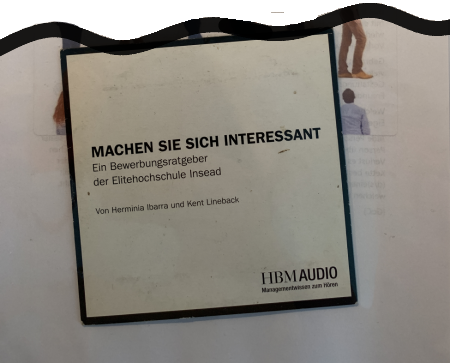 MACHEN SIE SICH INTERESSANT
Ein Bewerbungsratgeber
der Elitehochschule Insead
Von Herminia Ibarra und Kent Lineback
HBM AUDIO
Managementwissen zum Hören